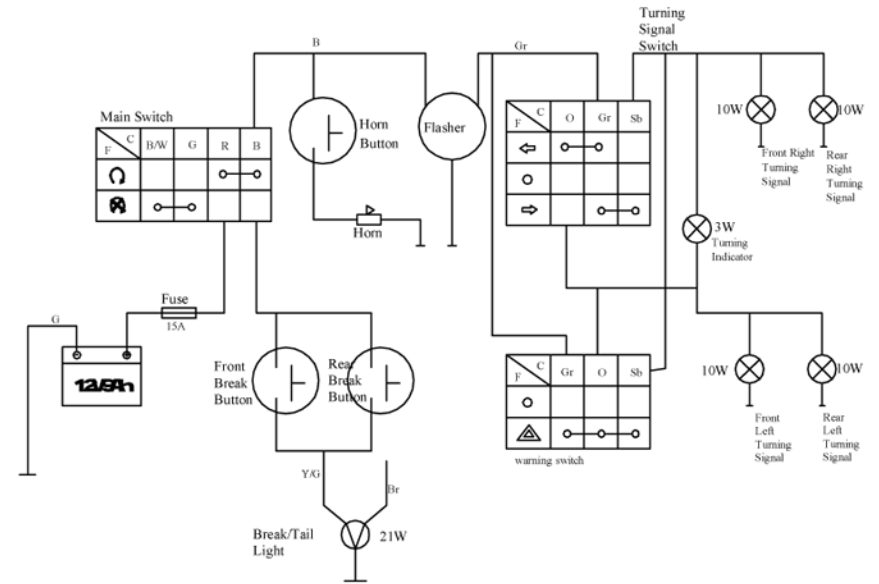 Turning
Signal
Switch
B
Gr
Main Switch
C
F
B/W
G
R
B
Horn
Button
Flasher
C
F
O
Gr
Sb
10W
10W
Front Right
Turning
Signal
Rear
Right
Turning
Signal
Horn
3W
Turning
Indicator
Fuse
15A
G
12V9Ah
Front
Break
Button
Rear
Break
Button
C
F
Gr
O
Sb
warning switch
10W
10W
Front
Left
Turning
Signal
Rear
Left
Turning
Signal
Y/G
Br
Break/Tail
Light
21W